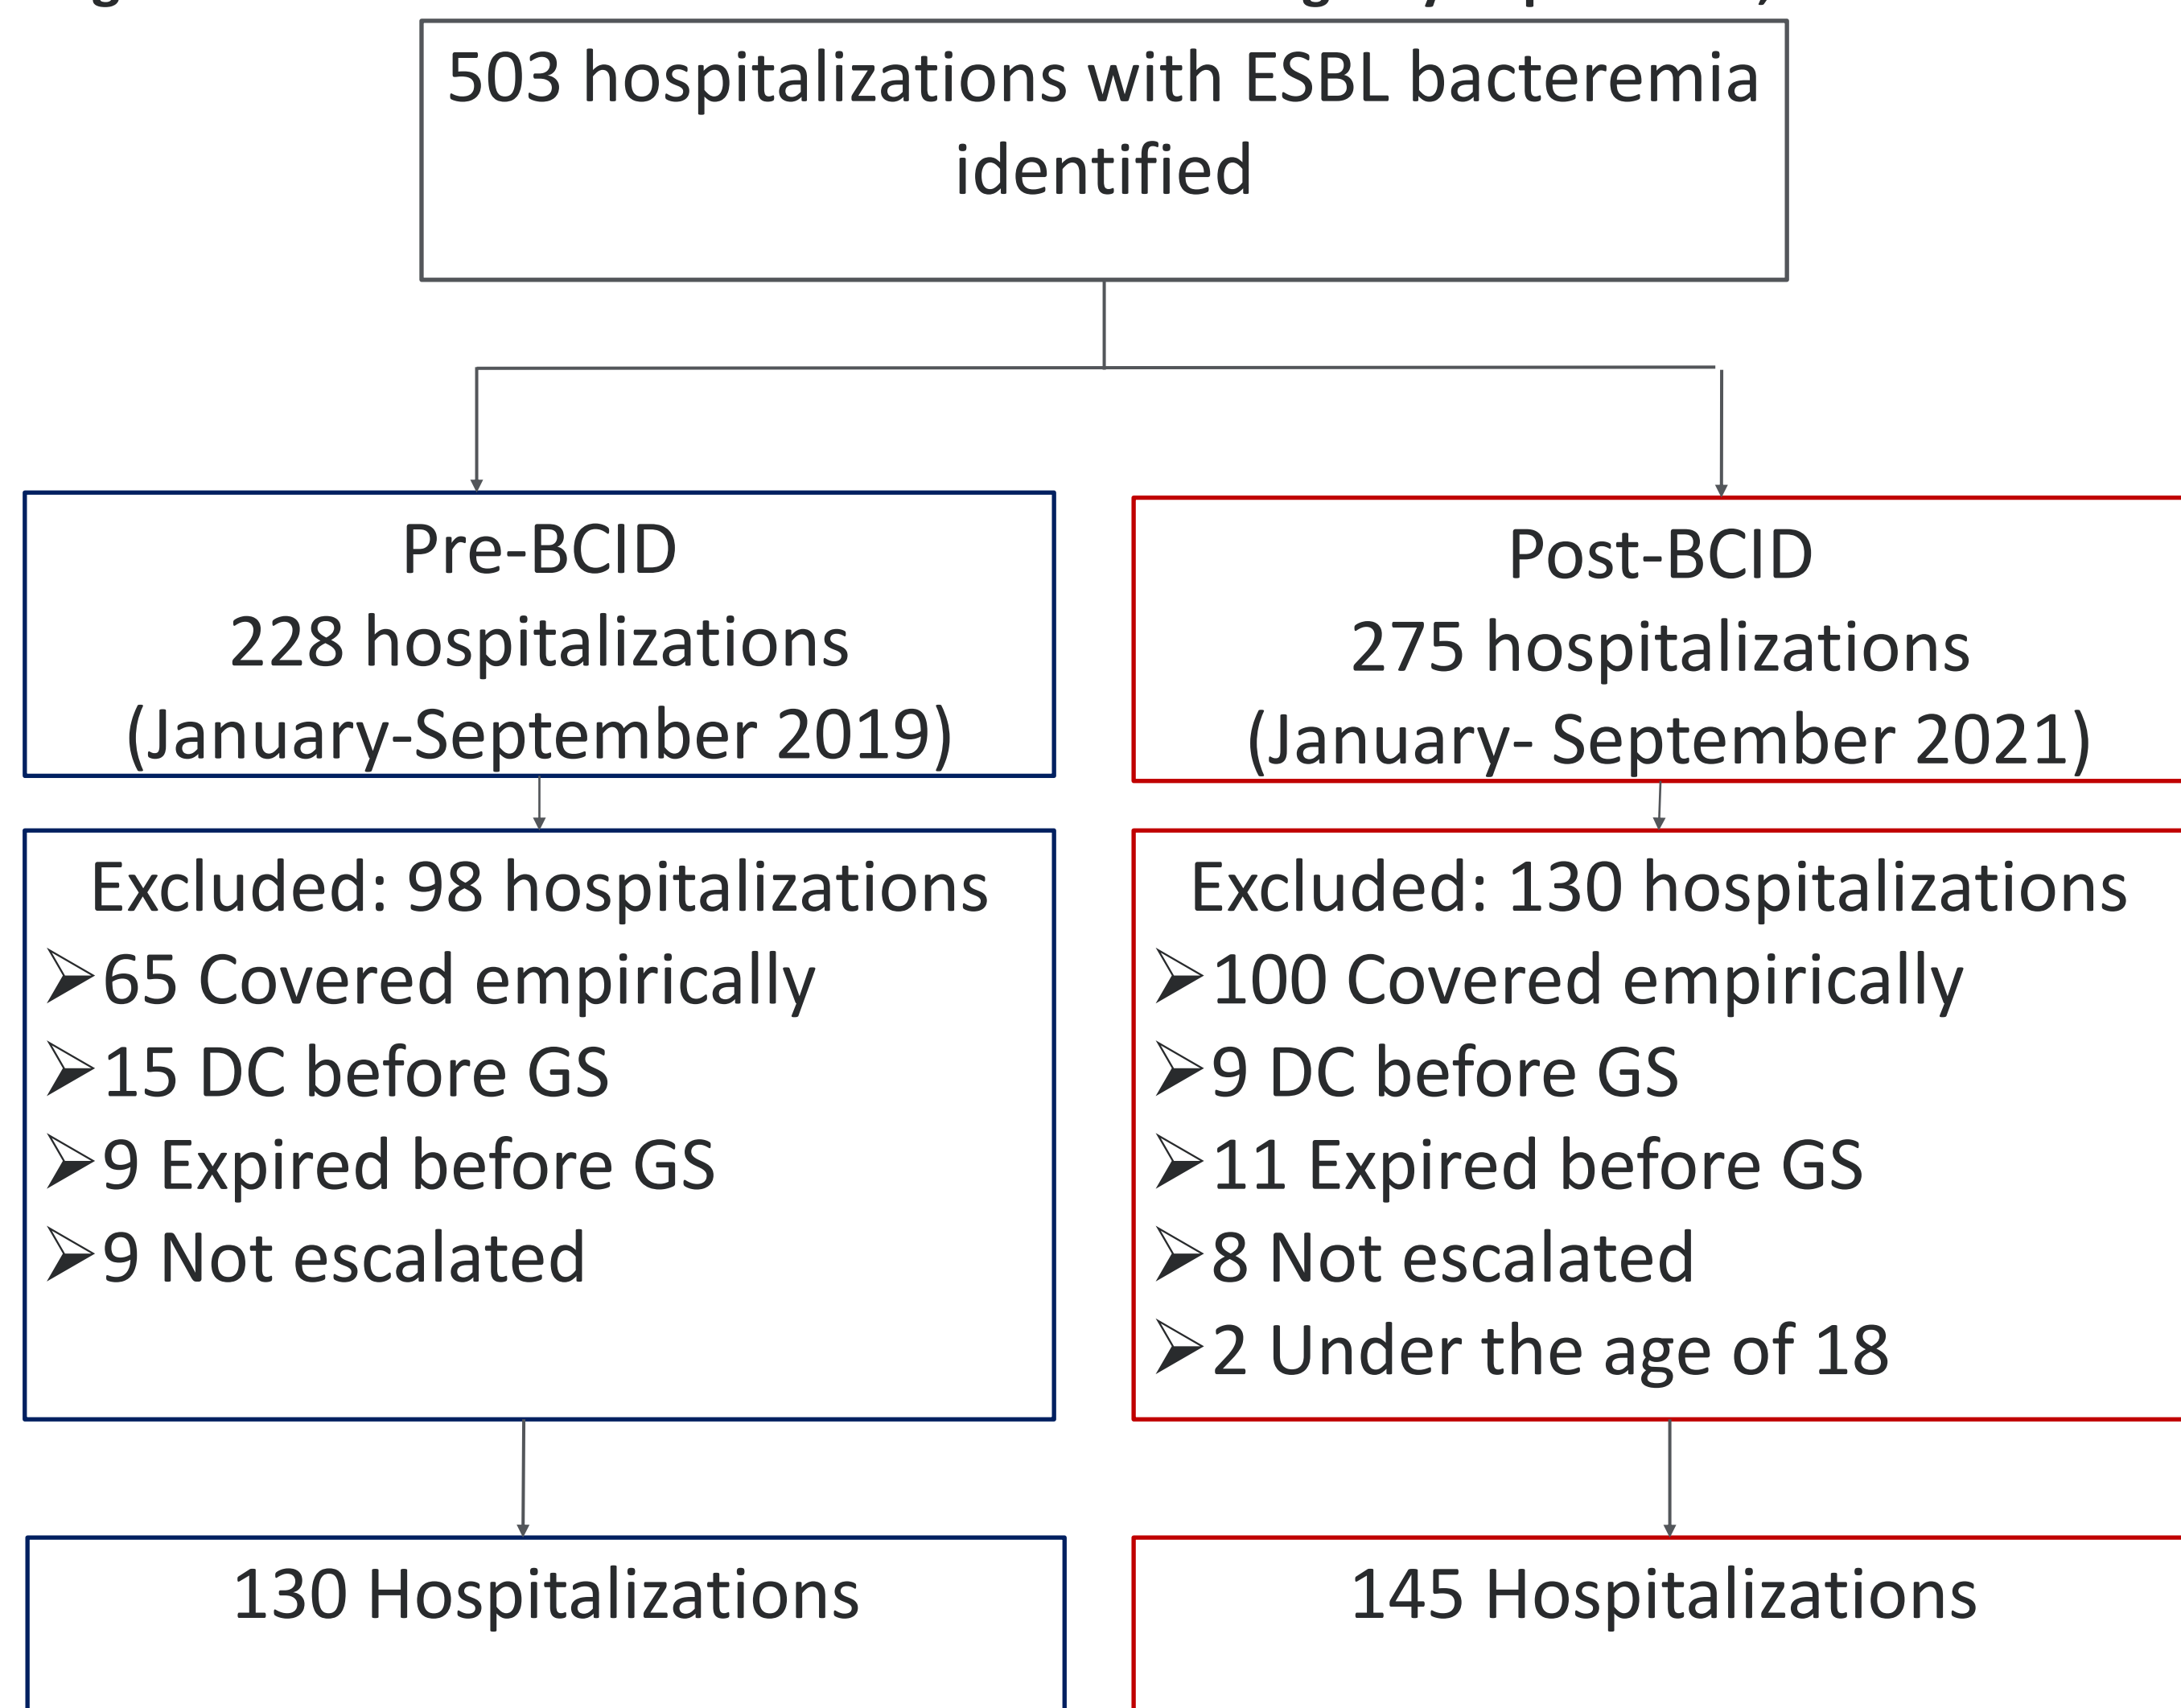 503 hospitalizations with ESBL bacteremia
identified
Pre-BCID
228 hospitalizations
(January-September 2019)
Post-BCID
275 hospitalizations
(January- September 2021)
Excluded: 98 hospitalizations
65 Covered empirically
15 DC before GS
9 Expired before GS
9 Not escalated
Excluded: 130 hospitalizations
100 Covered empirically
9 DC before GS
11 Expired before GS
8 Not escalated
2 Under the age of 18
130 Hospitalizations
145 Hospitalizations